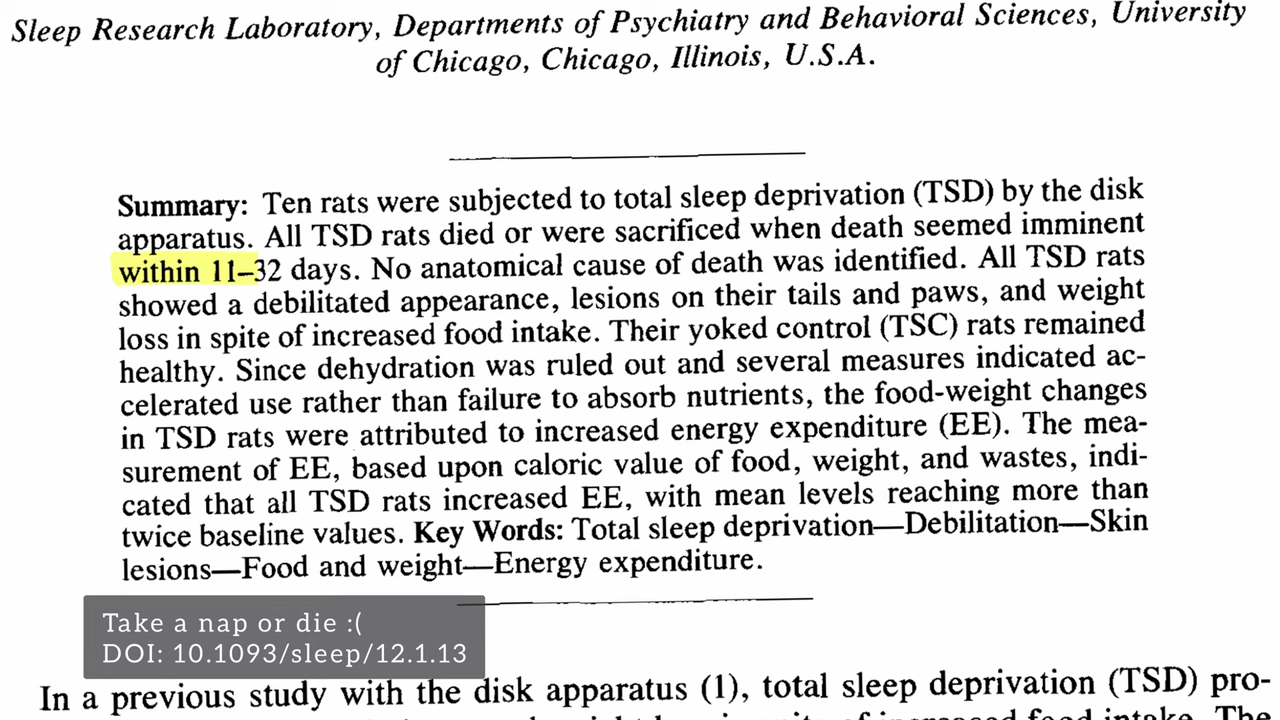 Sleep Research Laboratory, Departments of Psychiatry and Behavioral Sciences, University
of Chicago, Chicago, Illinois, U.S.A.
Summary: Ten rats were subjected to total sleep deprivation (TSD) by the disk
apparatus. All TSD rats died or were sacrificed when death seemed imminent
within 11–32 days. No anatomical cause of death was identified. All TSD rats
showed a debilitated appearance, lesions on their tails and paws, and weight
loss in spite of increased food intake. Their yoked control (TSC) rats remained
healthy. Since dehydration was ruled out and several measures indicated ac-
celerated use rather than failure to absorb nutrients, the food-weight changes
in TSD rats were attributed to increased energy expenditure (EE). The mea-
surement of EE, based upon caloric value of food, weight, and wastes, indi-
cated that all TSD rats increased EE, with mean levels reaching more than
twice baseline values. Key Words: Total sleep deprivation—Debilitation—Skin
lesions—Food and weight—Energy expenditure.
Take a nap or die :(
DOI: 10.1093/sleep/12.1.13
In a previous study with the disk apparatus (1), total sleep deprivation (TSD) pro-
in spite of increased food intake. The